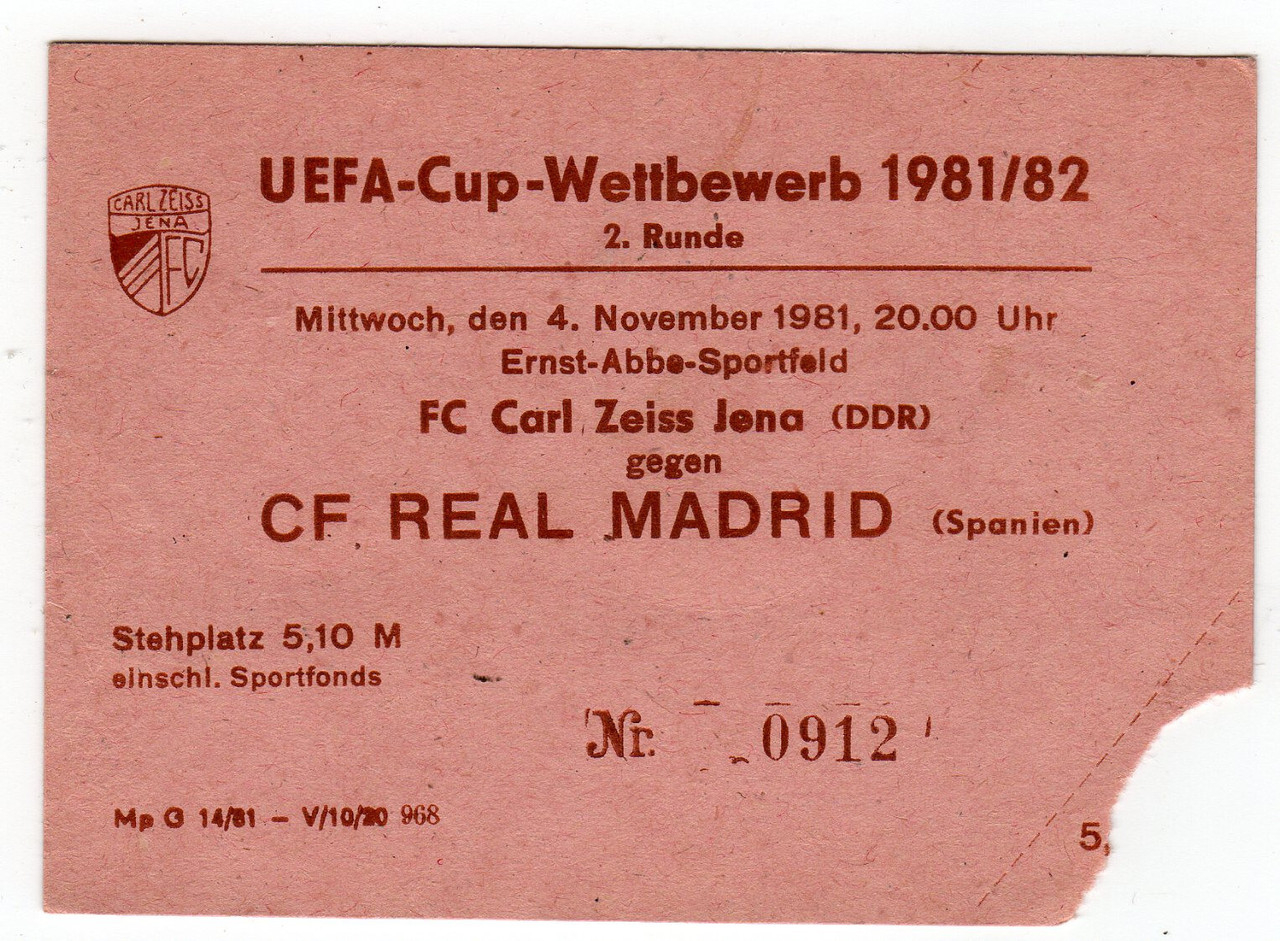 UEFA-Cup-Wettbewerb 1981/82
2. Runde
CARL ZEISS
JENA
FC
Mittwoch, den 4. November 1981, 20.00 Uhr
Ernst-Abbe-Sportfeld
FC Carl Zeiss Jena (DDR)
gegen
CF REAL MADRID (Spanien)
Stehplatz 5,10 M
einschl. Sportfonds
Nr. 0912
Mp G 14/81 – V/10/20 968
5,